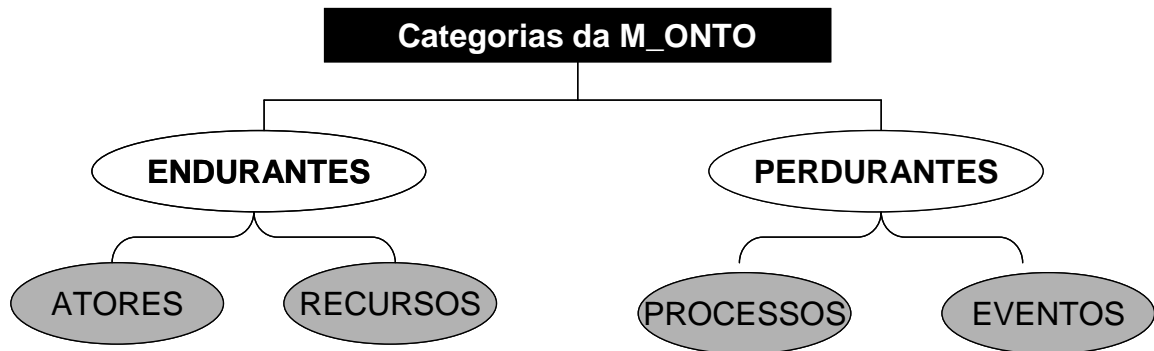 Categorias da M_ONTO
ENDURANTES
PERDURANTES
ATORES
RECURSOS
PROCESSOS
EVENTOS